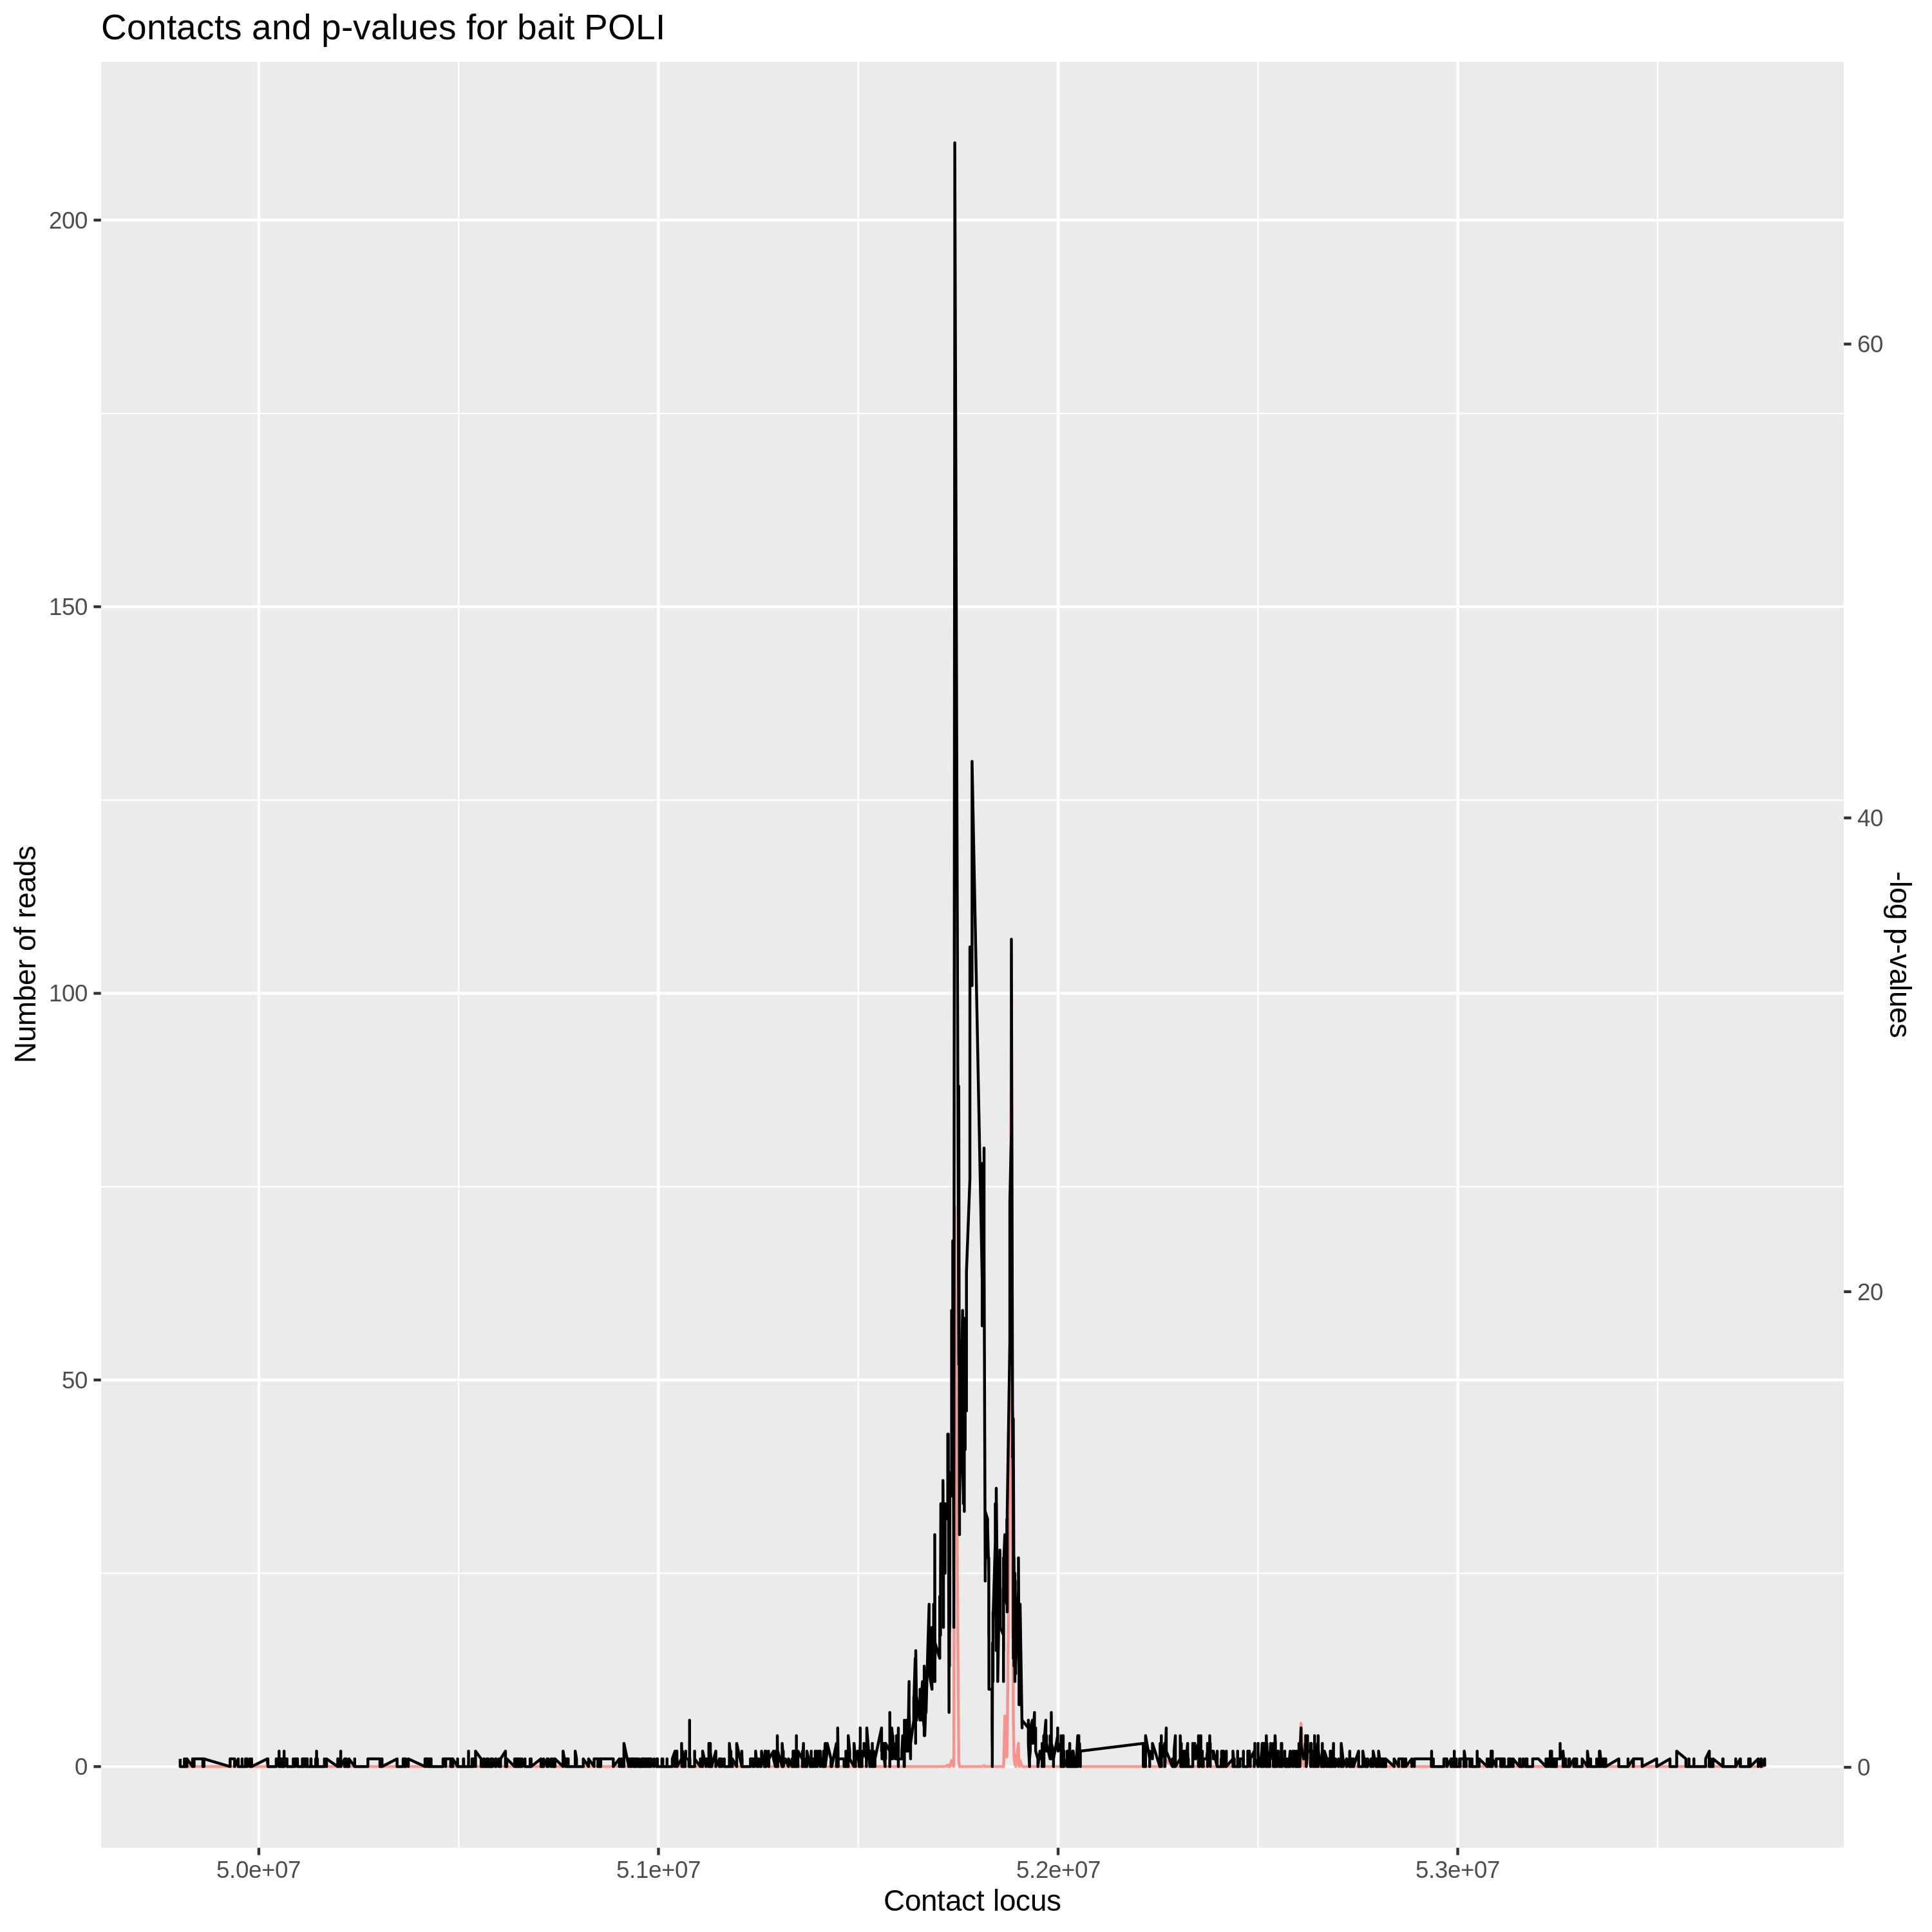 Contacts and p-values for bait POLI
200
150
100
50
0
Number of reads
60
40
20
0
-log p-values
5.0e+07
5.1e+07
5.2e+07
5.3e+07
Contact locus